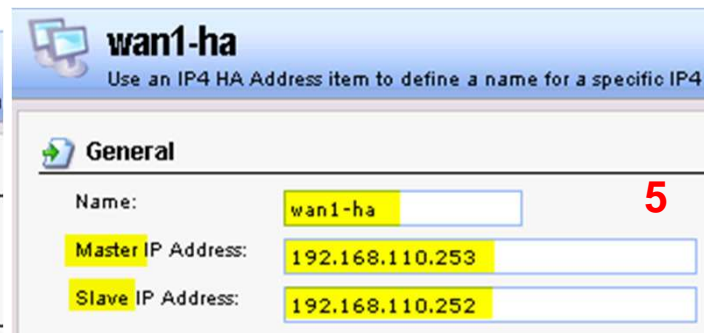 wan1-ha
Use an IP4 HA Address item to define a name for a specific IP4
General
Name:
wan1-ha
5
Master IP Address:
192.168.110.253
Slave IP Address:
192.168.110.252